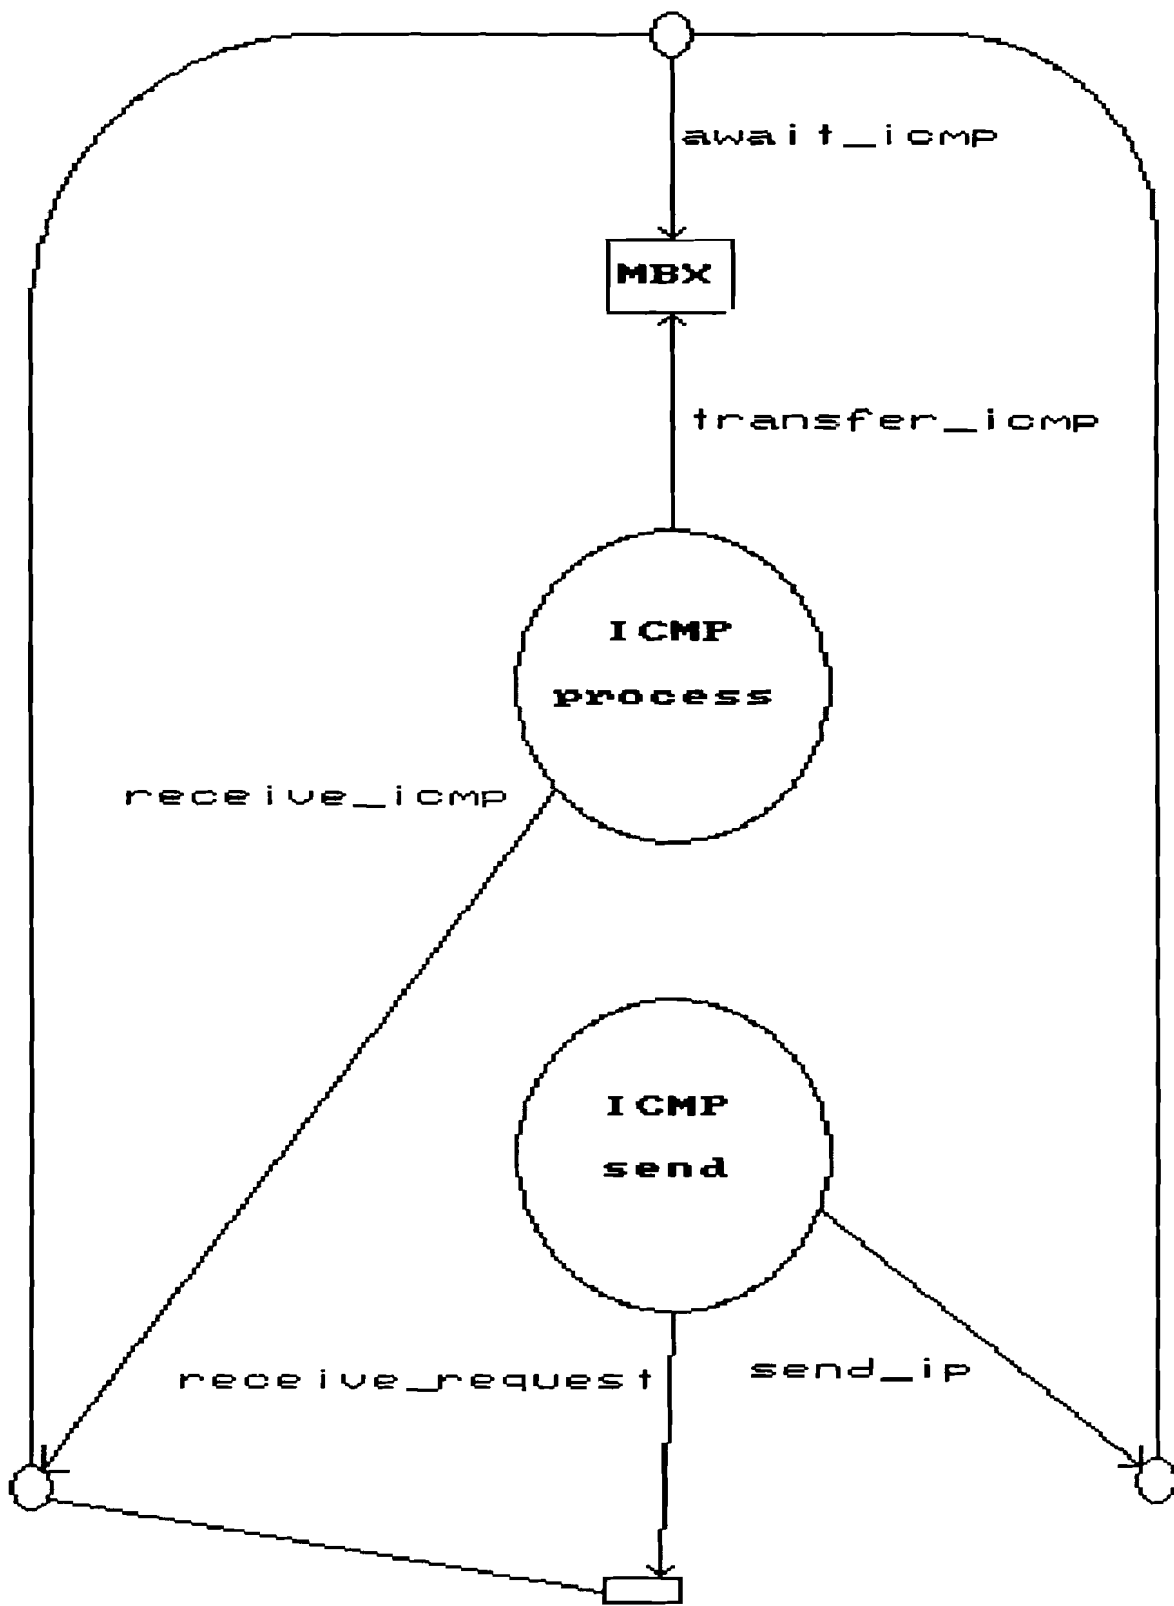 await_icmp
MBX
transfer_icmp
ICMP
process
receive_icmp
ICMP
send
receive_request
send_ip